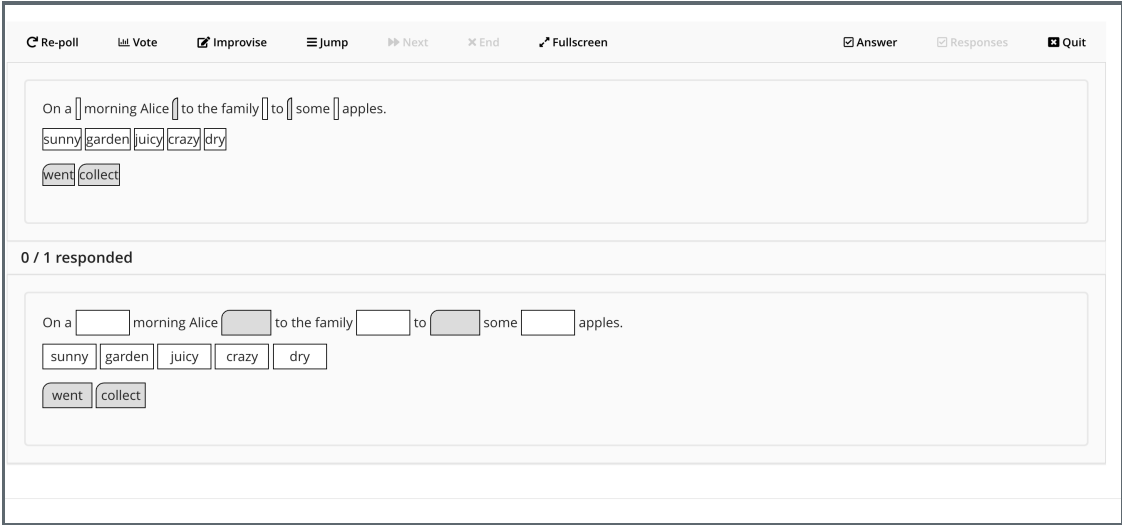 Re-poll Vote Improvise Jump Next End Fullscreen Answer Responses Quit
On a morning Alice to the family to some apples.
sunny garden juicy crazy dry
went collect
0 / 1 responded
On a morning Alice to the family to some apples.
sunny garden juicy crazy dry
went collect